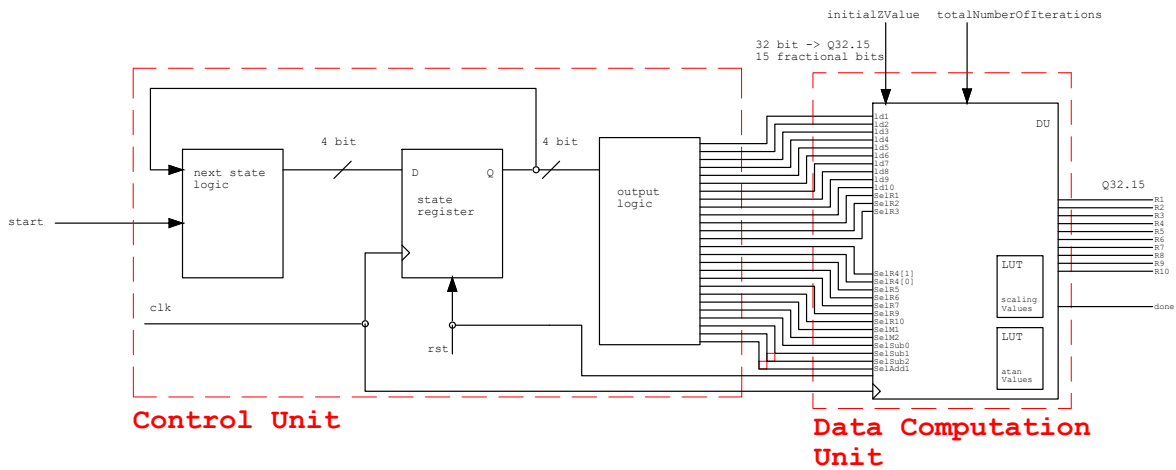 initialZValue
totalNumberOfIterations
32 bit -> Q32.15
15 fractional bits
4 bit
4 bit
next state
logic
D
Q
state
register
output
logic
start
clk
rst
Control Unit
ld1
ld2
ld3
ld4
ld5
ld6
ld7
ld8
ld9
ld10
SelR1
SelR2
SelR3
SelR4[1]
SelR4[0]
SelR5
SelR6
SelR7
SelR9
SelR10
SelM1
SelM2
SelSub0
SelSub1
SelSub2
SelAdd1
DU
LUT
scaling
Values
LUT
atan
Values
Q32.15
R1
R2
R3
R4
R5
R6
R7
R8
R9
R10
done
Data Computation
Unit